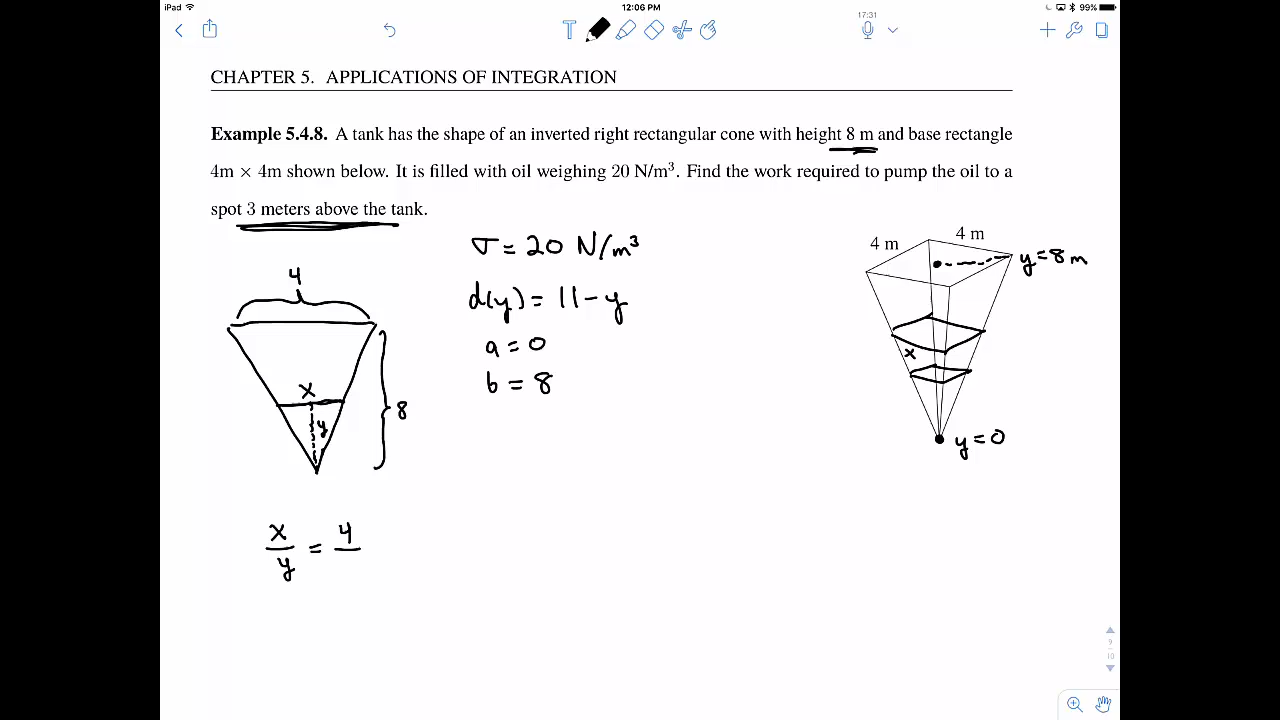 iPad
12:06 PM
99%
17:31
T
CHAPTER 5. APPLICATIONS OF INTEGRATION
Example 5.4.8. A tank has the shape of an inverted right rectangular cone with height 8 m and base rectangle
4m × 4m shown below. It is filled with oil weighing 20 N/m³. Find the work required to pump the oil to a
spot 3 meters above the tank.
σ = 20 N/m³
d(y) = 11 - y
a = 0
b = 8
4
x
y
8
x/y = 4/
4 m
4 m
y = 8 m
x
y = 0
9
10